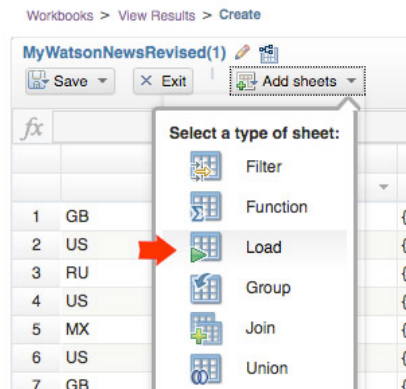 Workbooks > View Results > Create
MyWatsonNewsRevised(1)
Save Exit Add sheets
fx
Select a type of sheet:
Filter
1 GB Function {
2 US Load {
3 RU {
4 US Group {
5 MX Join {
6 US Union {
7 GB {